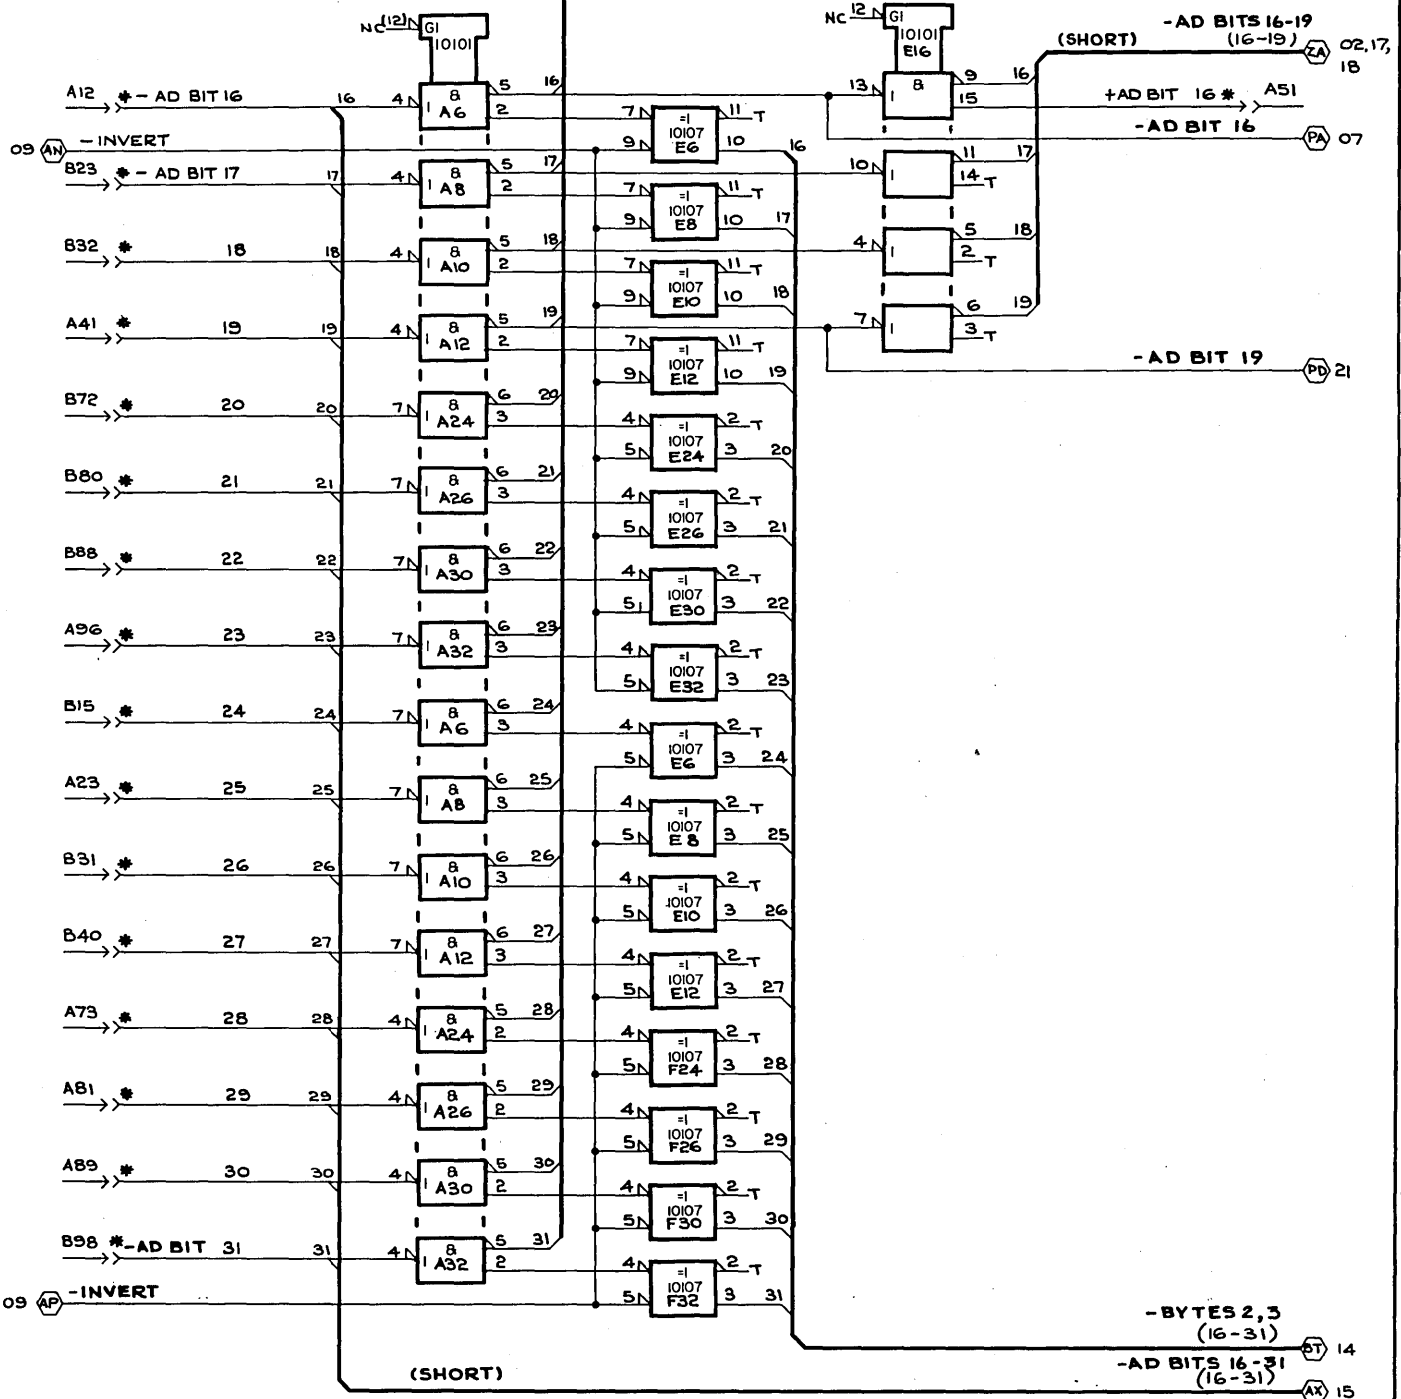 NC (12) G1
10101
NC 12 G1
10101
E16
-AD BITS 16-19
(SHORT) (16-19) ZA 02,17,
18
A12 *- AD BIT 16 16 4 1 & A6 5 16 2
7 11 T =1 10107 E6 9 10 16
13 1 & 9 16 15 +AD BIT 16 * A51
-AD BIT 16 PA 07
09 AN -INVERT
B23 *- AD BIT 17 17 4 1 & A8 5 17 2
7 11 T =1 10107 E8 9 10 17
10 1 11 17 14 T
B32 * 18 18 4 1 & A10 5 18 2
7 11 T =1 10107 E10 9 10 18
4 1 5 18 2 T
A41 * 19 19 4 1 & A12 5 19 2
7 11 T =1 10107 E12 9 10 19
7 1 6 19 3 T
-AD BIT 19 PD 21
B72 * 20 20 7 1 & A24 6 20 3
4 2 T =1 10107 E24 5 3 20
B80 * 21 21 7 1 & A26 6 21 3
4 2 T =1 10107 E26 5 3 21
B88 * 22 22 7 1 & A30 6 22 3
4 2 T =1 10107 E30 5 3 22
A96 * 23 23 7 1 & A32 6 23 3
4 2 T =1 10107 E32 5 3 23
B15 * 24 24 7 1 & A6 6 24 3
4 2 T =1 10107 E6 5 3 24
A23 * 25 25 7 1 & A8 6 25 3
4 2 T =1 10107 E8 5 3 25
B31 * 26 26 7 1 & A10 6 26 3
4 2 T =1 10107 E10 5 3 26
B40 * 27 27 7 1 & A12 6 27 3
4 2 T =1 10107 E12 5 3 27
A73 * 28 28 4 1 & A24 5 28 2
4 2 T =1 10107 F24 5 3 28
A81 * 29 29 4 1 & A26 5 29 2
4 2 T =1 10107 F26 5 3 29
A89 * 30 30 4 1 & A30 5 30 2
4 2 T =1 10107 F30 5 3 30
B98 *-AD BIT 31 31 4 1 & A32 5 31 2
4 2 T =1 10107 F32 5 3 31
09 AP -INVERT
-BYTES 2,3
(16-31) BT 14
-AD BITS 16-31
(SHORT) (16-31) AX 15